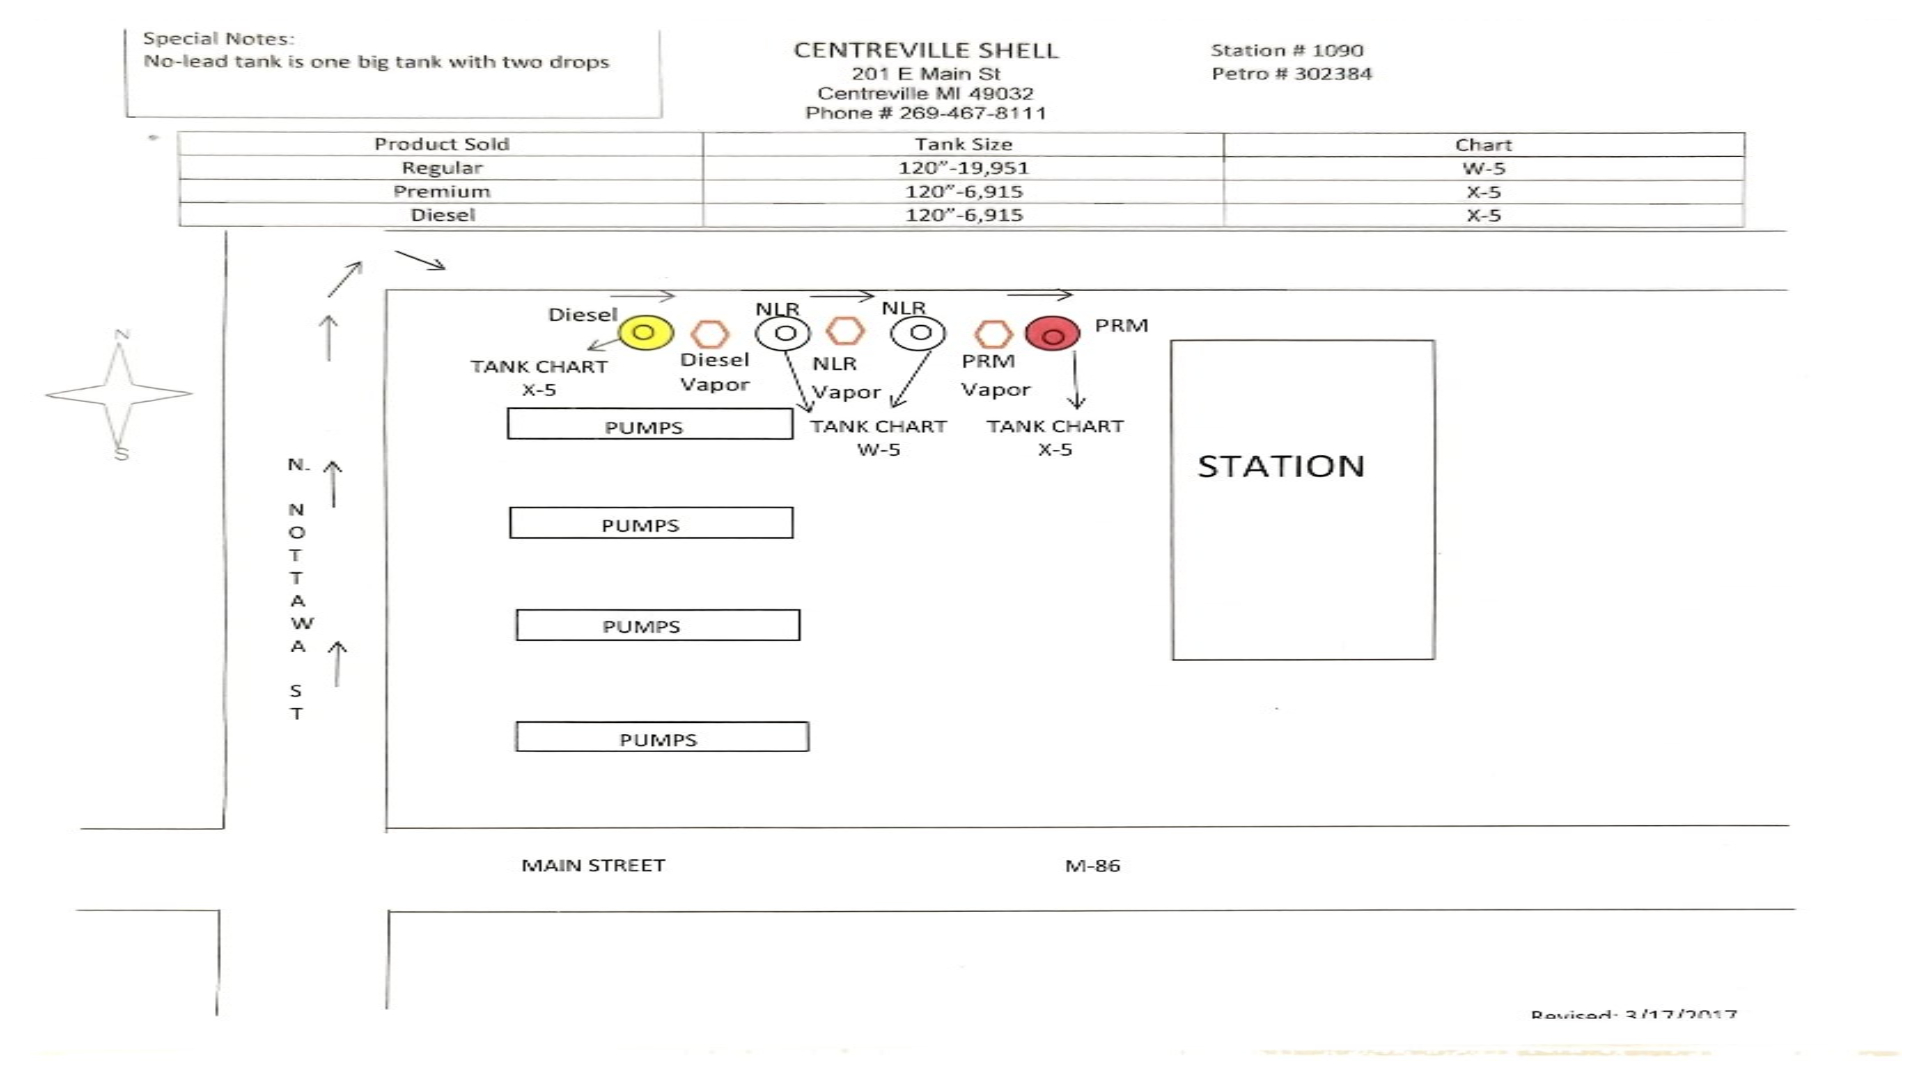 Special Notes:
No-lead tank is one big tank with two drops
CENTREVILLE SHELL
201 E Main St
Centreville MI 49032
Phone # 269-467-8111
Station # 1090
Petro # 302384
Product Sold Tank Size Chart
Regular 120”-19,951 W-5
Premium 120”-6,915 X-5
Diesel 120”-6,915 X-5
N
S
N. NOTTAWA ST
Diesel
NLR
NLR
PRM
TANK CHART
X-5
Diesel
Vapor
NLR
Vapor
PRM
Vapor
TANK CHART
W-5
TANK CHART
X-5
PUMPS
PUMPS
PUMPS
PUMPS
STATION
MAIN STREET
M-86
Revised: 3/17/2017